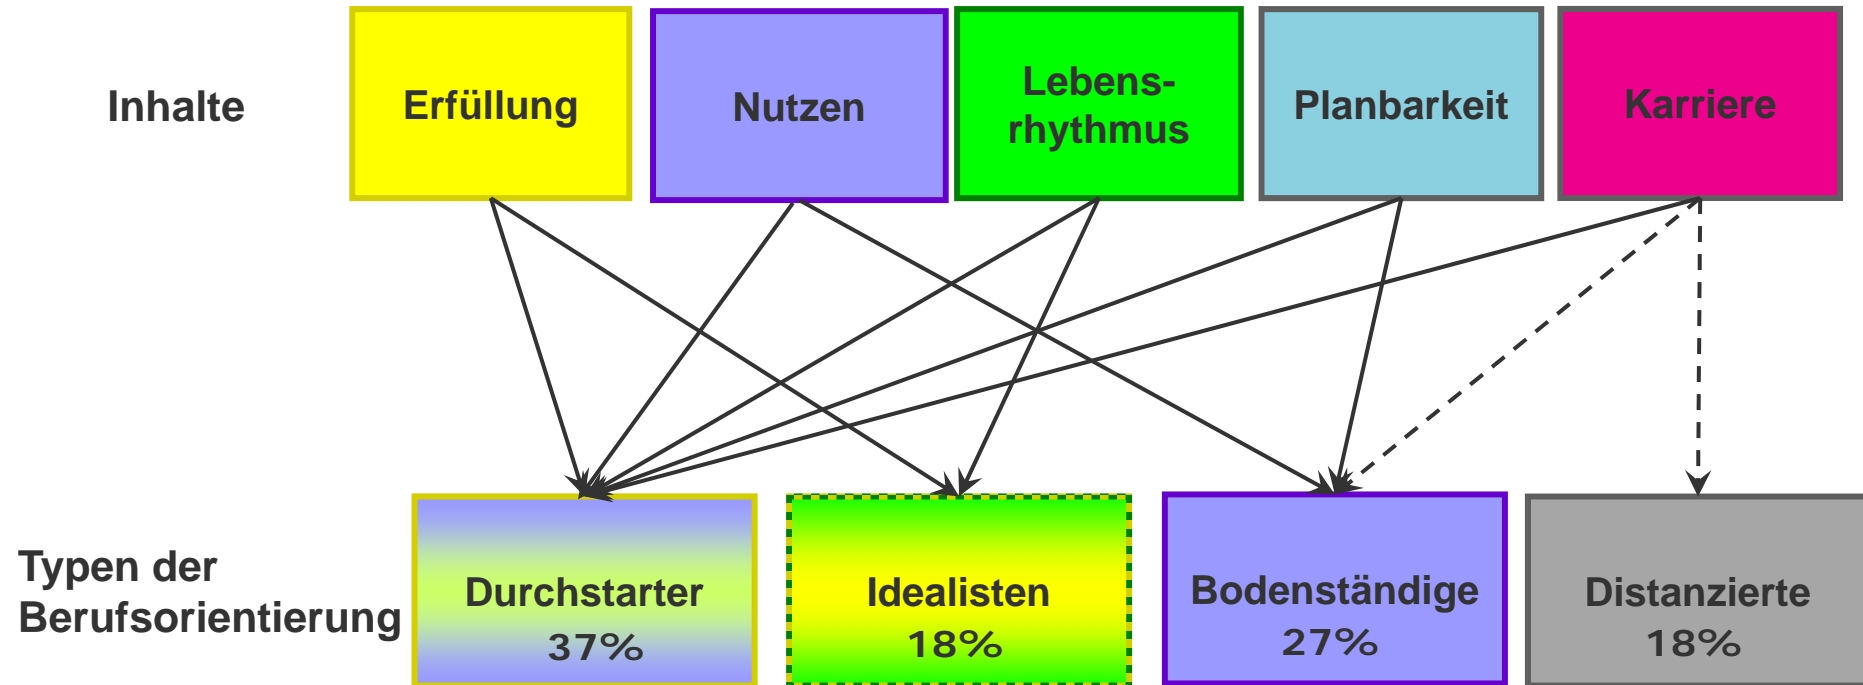 Inhalte
Erfüllung
Nutzen
Lebens-
rhythmus
Planbarkeit
Karriere
Typen der
Berufsorientierung
Durchstarter
37%
Idealisten
18%
Bodenständige
27%
Distanzierte
18%